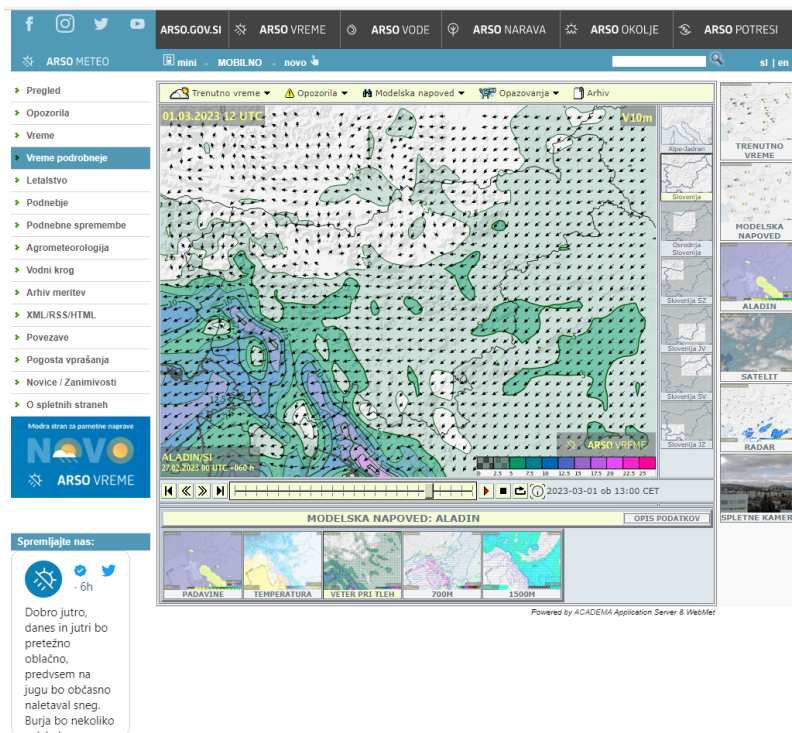 ARSO.GOV.SI
ARSO VREME
ARSO VODE
ARSO NARAVA
ARSO OKOLJE
ARSO POTRESI
ARSO METEO
mini - MOBILNO - novo
sl | en
Pregled
Opozorila
Vreme
Vreme podrobneje
Letalstvo
Podnebje
Podnebne spremembe
Agrometeorologija
Vodni krog
Arhiv meritev
XML/RSS/HTML
Povezave
Pogosta vprašanja
Novice / Zanimivosti
O spletnih straneh
Modra stran za pametne naprave
NOVO
ARSO VREME
Spremljajte nas:
· 6h
Dobro jutro,
danes in jutri bo
pretežno
oblačno,
predvsem na
jugu bo občasno
naletaval sneg.
Burja bo nekoliko
Trenutno vreme
Opozorila
Modelska napoved
Opazovanja
Arhiv
01.03.2023 12 UTC
V10m
ALADIN/SI
27.02.2023 00 UTC +060 h
ARSO VREME
0 2.5 5 7.5 10 12.5 15 17.5 20 22.5 25
2023-03-01 ob 13:00 CET
Alpe-Jadran
Slovenija
Osrednja
Slovenija
Slovenija SZ
Slovenija JV
Slovenija SV
Slovenija JZ
TRENUTNO
VREME
MODELSKA
NAPOVED
ALADIN
SATELIT
RADAR
SPLETNE KAMER
MODELSKA NAPOVED: ALADIN
OPIS PODATKOV
PADAVINE
TEMPERATURA
VETER PRI TLEH
700M
1500M
Powered by ACADEMA Application Server & WebMet